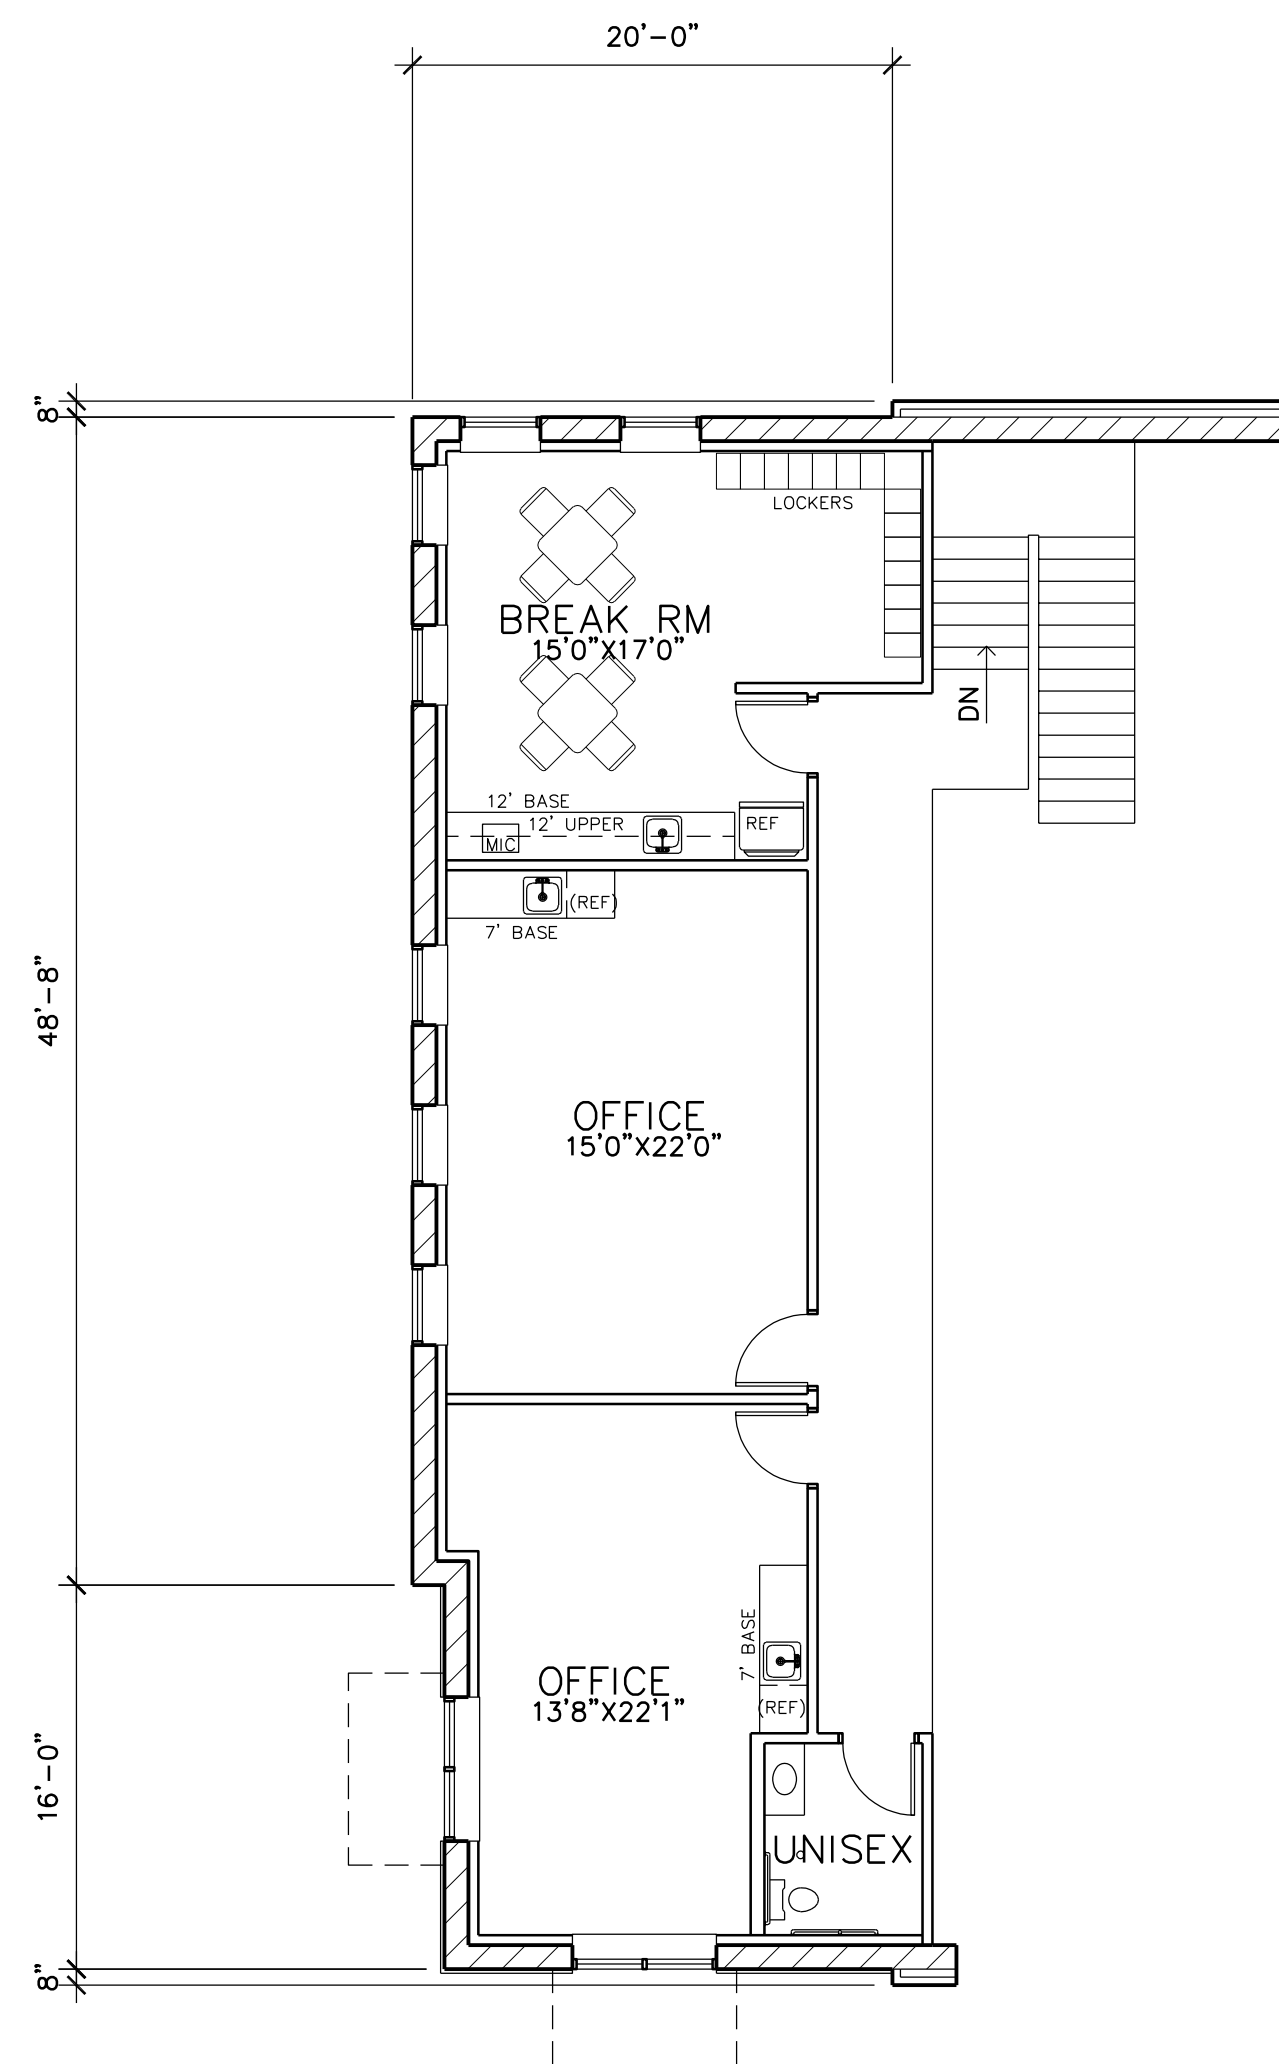 20'-0"
8"
LOCKERS
BREAK RM
15'0"X17'0"
DN
12' BASE
12' UPPER
REF
MIC
(REF)
7' BASE
48'-8"
OFFICE
15'0"X22'0"
7' BASE
OFFICE
13'8"X22'1"
(REF)
16'-0"
UNISEX
8"